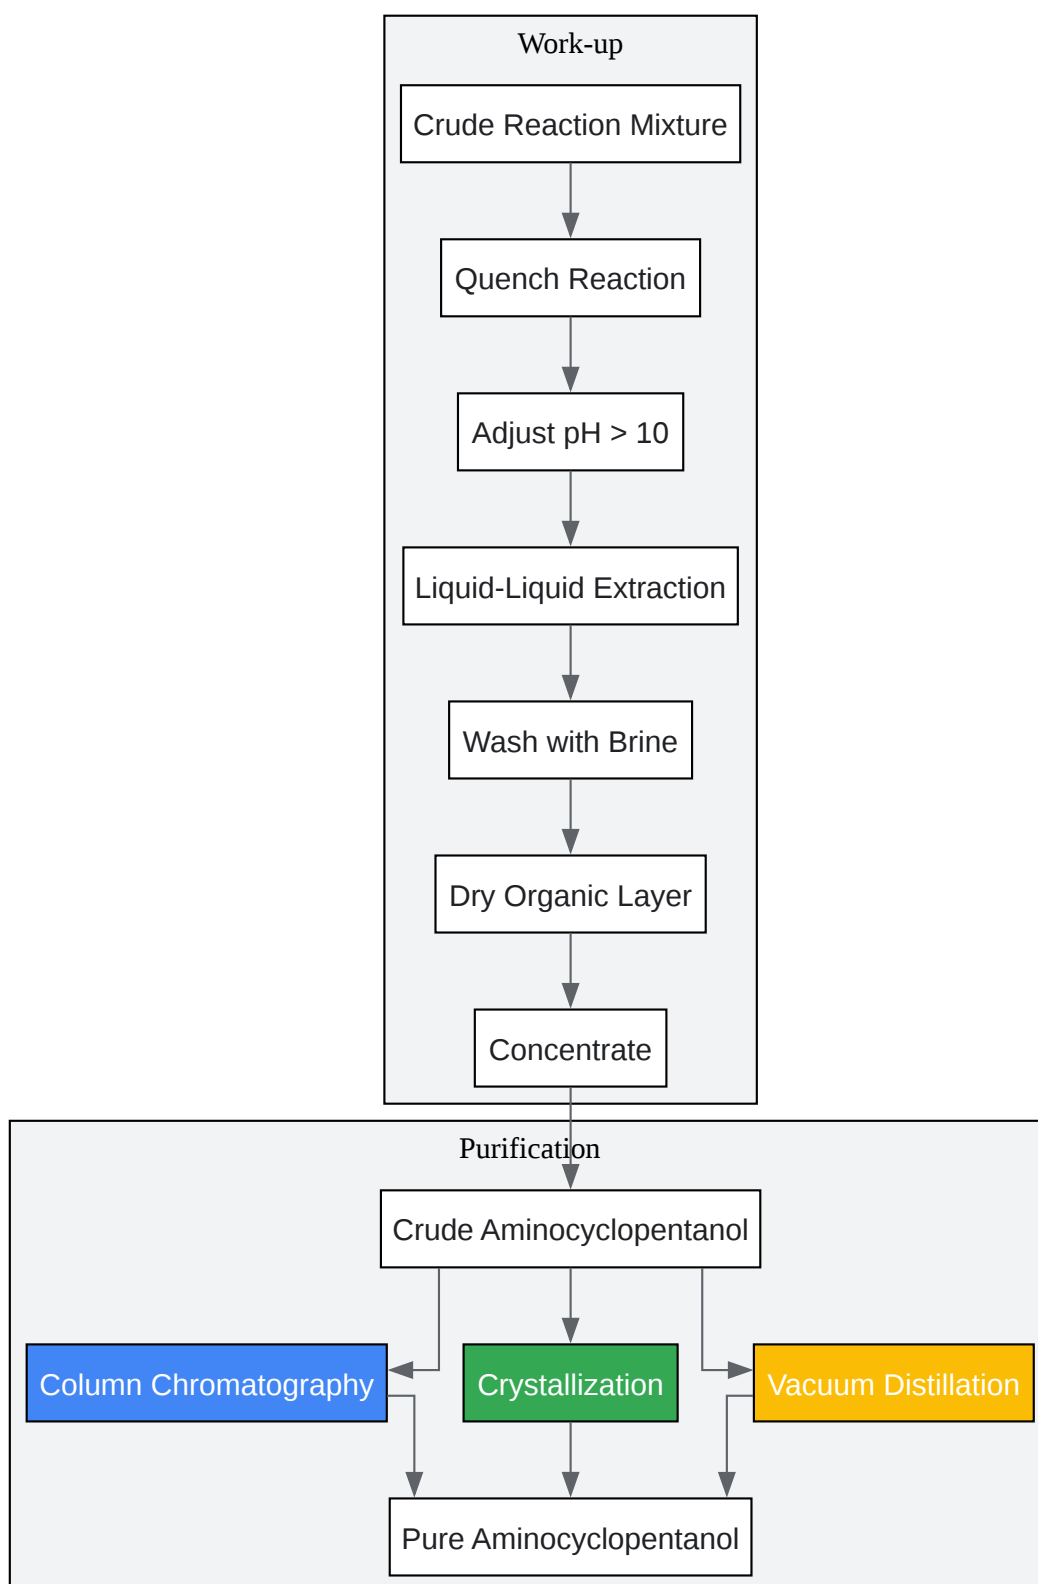 Work-up
Crude Reaction Mixture
Quench Reaction
Adjust pH > 10
Liquid-Liquid Extraction
Wash with Brine
Dry Organic Layer
Concentrate
Purification
Crude Aminocyclopentanol
Column Chromatography
Crystallization
Vacuum Distillation
Pure Aminocyclopentanol